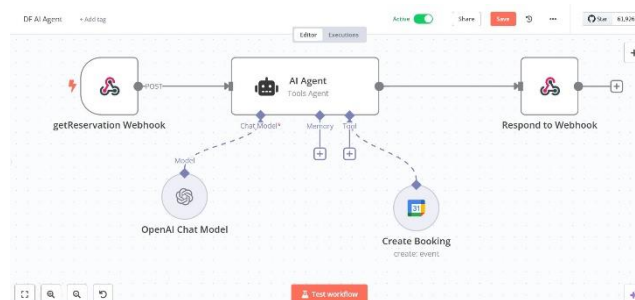 DF AI Agent + Add tag
Active Share Save ... Star 61,926
Editor Executions
POST
AI Agent
Tools Agent
getReservation Webhook
Chat Model*
Memory
Tool
Respond to Webhook
Model
OpenAI Chat Model
31
Create Booking
create: event
Test workflow